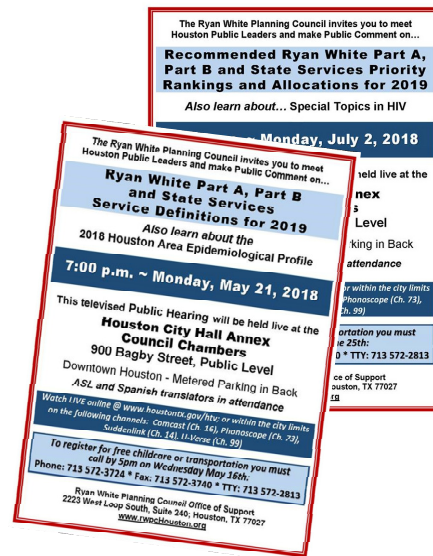 The Ryan White Planning Council invites you to meet
Houston Public Leaders and make Public Comment on…
Recommended Ryan White Part A,
Part B and State Services Priority
Rankings and Allocations for 2019
Also learn about… Special Topics in HIV
~ Monday, July 2, 2018
held live at the
Annex
s
Level
Parking in Back
attendance
or within the city limits
Phonoscope (Ch. 73),
Ch. 99)
portation you must
ne 25th:
0 * TTY: 713 572-2813
ce of Support
ouston, TX 77027
rg
The Ryan White Planning Council invites you to meet
Houston Public Leaders and make Public Comment on…
Ryan White Part A, Part B
and State Services
Service Definitions for 2019
Also learn about the
2018 Houston Area Epidemiological Profile
7:00 p.m. ~ Monday, May 21, 2018
This televised Public Hearing will be held live at the
Houston City Hall Annex
Council Chambers
900 Bagby Street, Public Level
Downtown Houston - Metered Parking in Back
ASL and Spanish translators in attendance
Watch LIVE online @ www.houstontx.gov/htv; or within the city limits
on the following channels: Comcast (Ch. 16), Phonoscope (Ch. 73),
Suddenlink (Ch. 14), U-Verse (Ch. 99)
To register for free childcare or transportation you must
call by 5pm on Wednesday May 16th:
Phone: 713 572-3724 * Fax: 713 572-3740 * TTY: 713 572-2813
Ryan White Planning Council Office of Support
2223 West Loop South, Suite 240; Houston, TX 77027
www.rwpcHouston.org